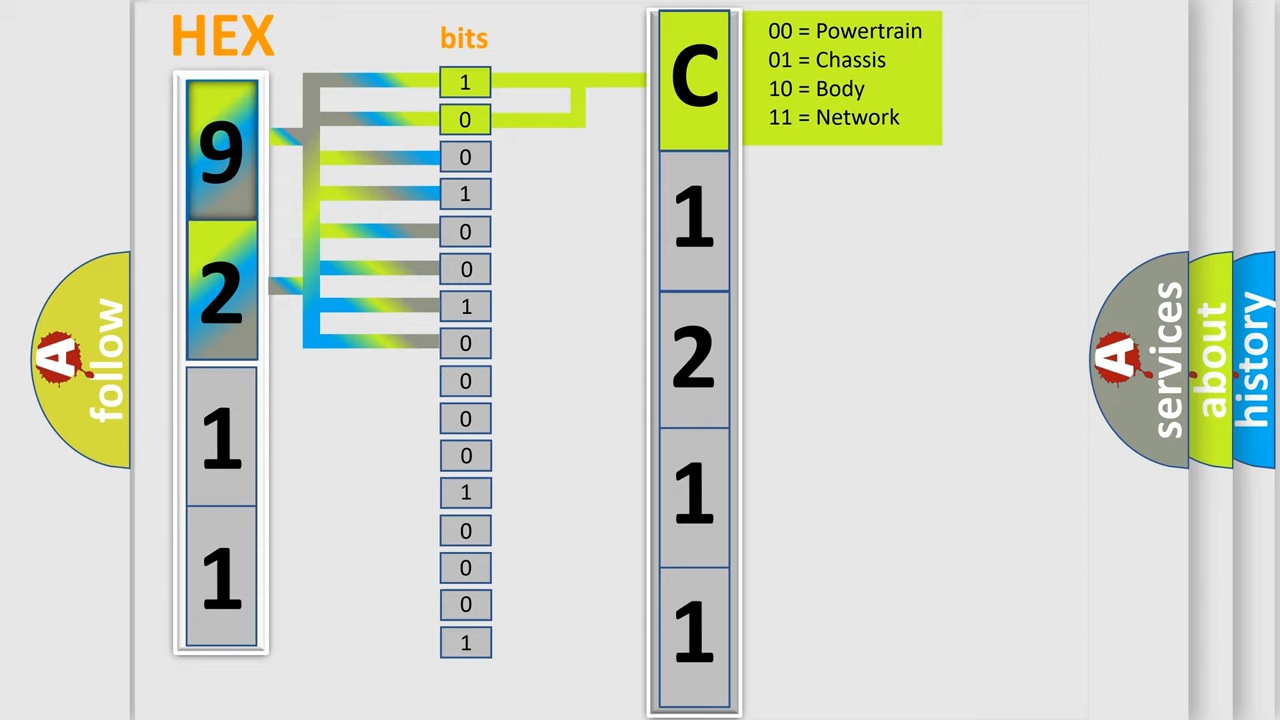 HEX
bits
9
2
1
1
1
0
0
1
0
0
1
0
0
0
0
1
0
0
0
1
C
1
2
1
1
00 = Powertrain
01 = Chassis
10 = Body
11 = Network
A
follow
A
services
about
history